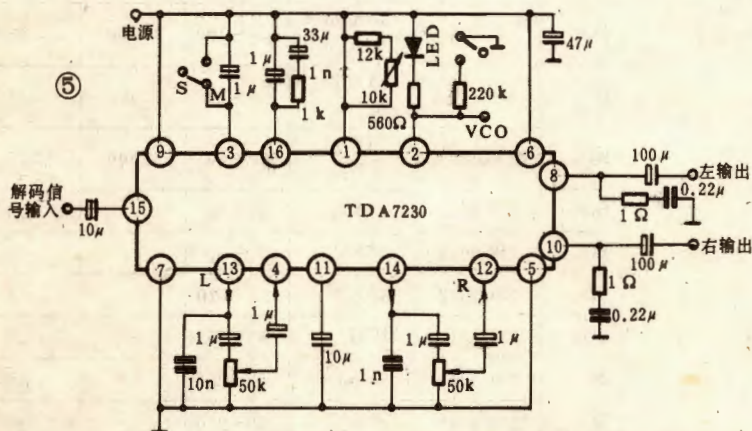 电源
⑤
S
M
1μ
1μ
33μ
1n
1k
12k
10k
LED
560Ω
220k
VCO
47μ
9
3
16
1
2
6
解码信
号输入
10μ
15
TDA7230
8
100μ
左输出
0.22μ
1Ω
10
100μ
右输出
1Ω
0.22μ
7
L
13
4
11
14
R
12
5
1μ
1μ
10n
50k
10μ
1n
1μ
50k
1μ